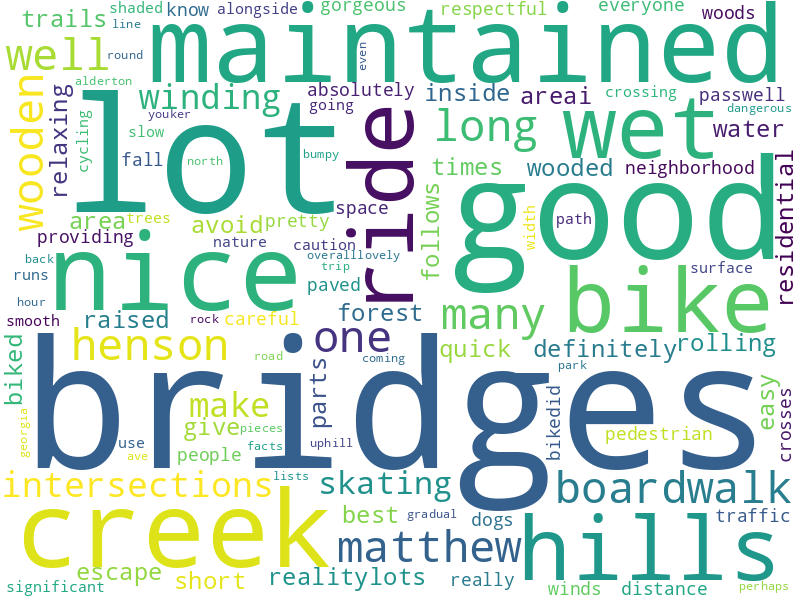 shaded know alongside gorgeous respectful everyone woods
trails line maintained
well round even
alderton winding absolutely inside areai crossing passwell
wooden relaxing cycling lot youker going ride long wet dangerous
slow water
fall north bumpy times wooded neighborhood
space follows good residential
area trees avoid pretty path
providing nature caution width
back nice overalllovely surface
runs trip paved bike
hour forest many
smooth raised rock careful
biked henson one quick definitely rolling
road coming park
bridges parts make easy
georgia give pieces bikedid pedestrian crosses
use facts uphill
ave people
intersections lists skating boardwalk
creek best gradual dogs traffic
matthew hills
escape realitylots really
significant short winds distance perhaps